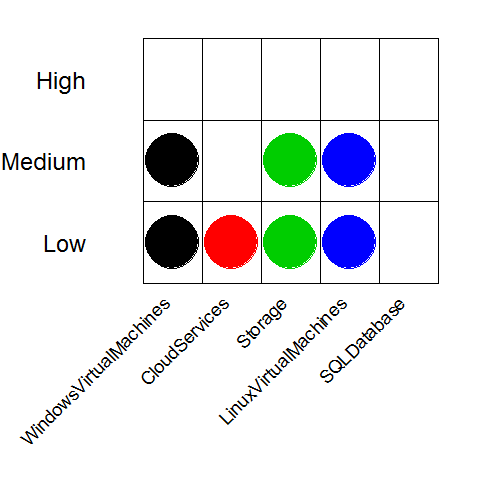 High
Medium
Low
WindowsVirtualMachines
CloudServices
Storage
LinuxVirtualMachines
SQLDatabase